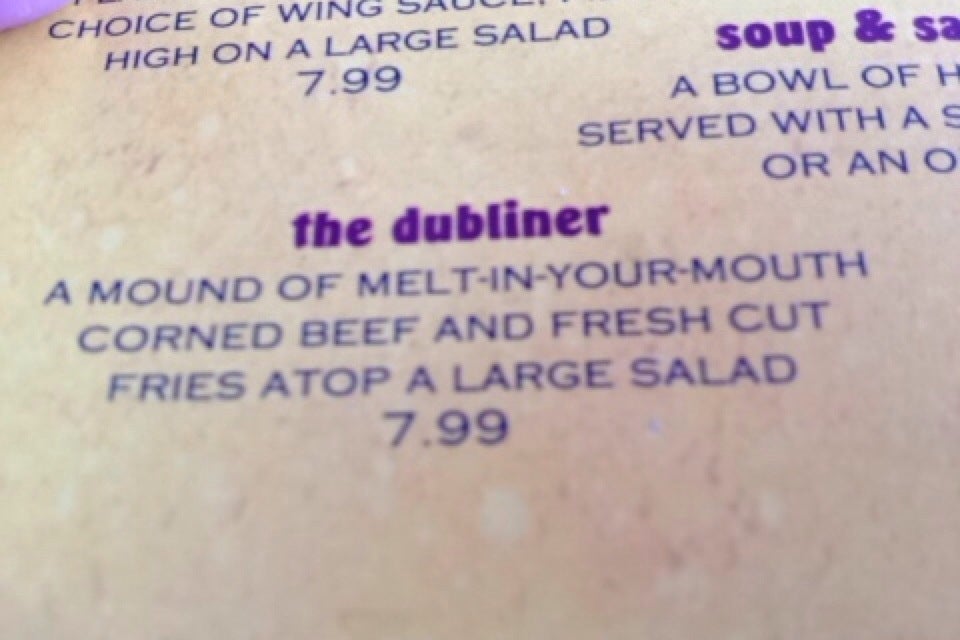 CHOICE OF WING SAUCE,
HIGH ON A LARGE SALAD
7.99
the dubliner
A MOUND OF MELT-IN-YOUR-MOUTH
CORNED BEEF AND FRESH CUT
FRIES ATOP A LARGE SALAD
7.99
soup &
A BOWL OF
SERVED WITH A
OR AN